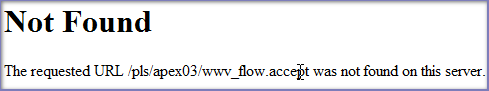 Not Found
The requested URL /pls/apex03/wwv_flow.accept was not found on this server.